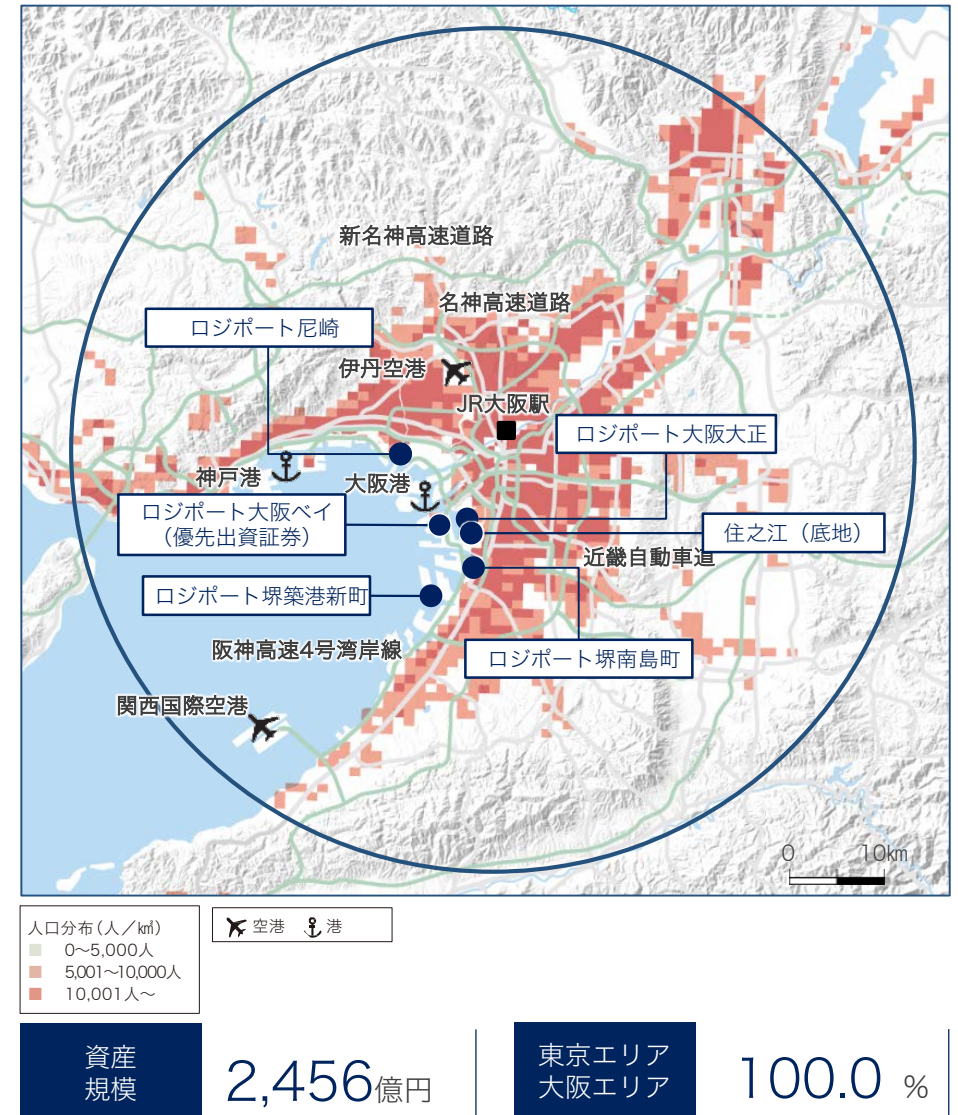 新名神高速道路
名神高速道路
ロジポート尼崎
伊丹空港
JR大阪駅
ロジポート大阪大正
神戸港
大阪港
ロジポート大阪ベイ
（優先出資証券）
住之江（底地）
近畿自動車道
ロジポート堺築港新町
阪神高速4号湾岸線
ロジポート堺南島町
関西国際空港
0 10㎞
人口分布（人／㎢）
0～5,000人
5,001～10,000人
10,001人～
空港 港
資産
規模
2,456億円
東京エリア
大阪エリア
100.0 %